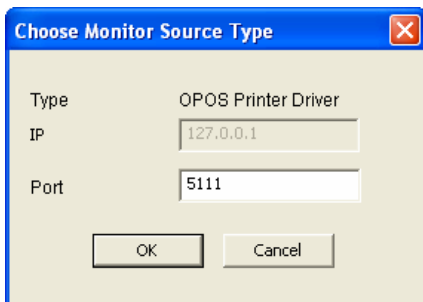 Choose Monitor Source Type
Type OPOS Printer Driver
IP 127.0.0.1
Port 5111
OK Cancel